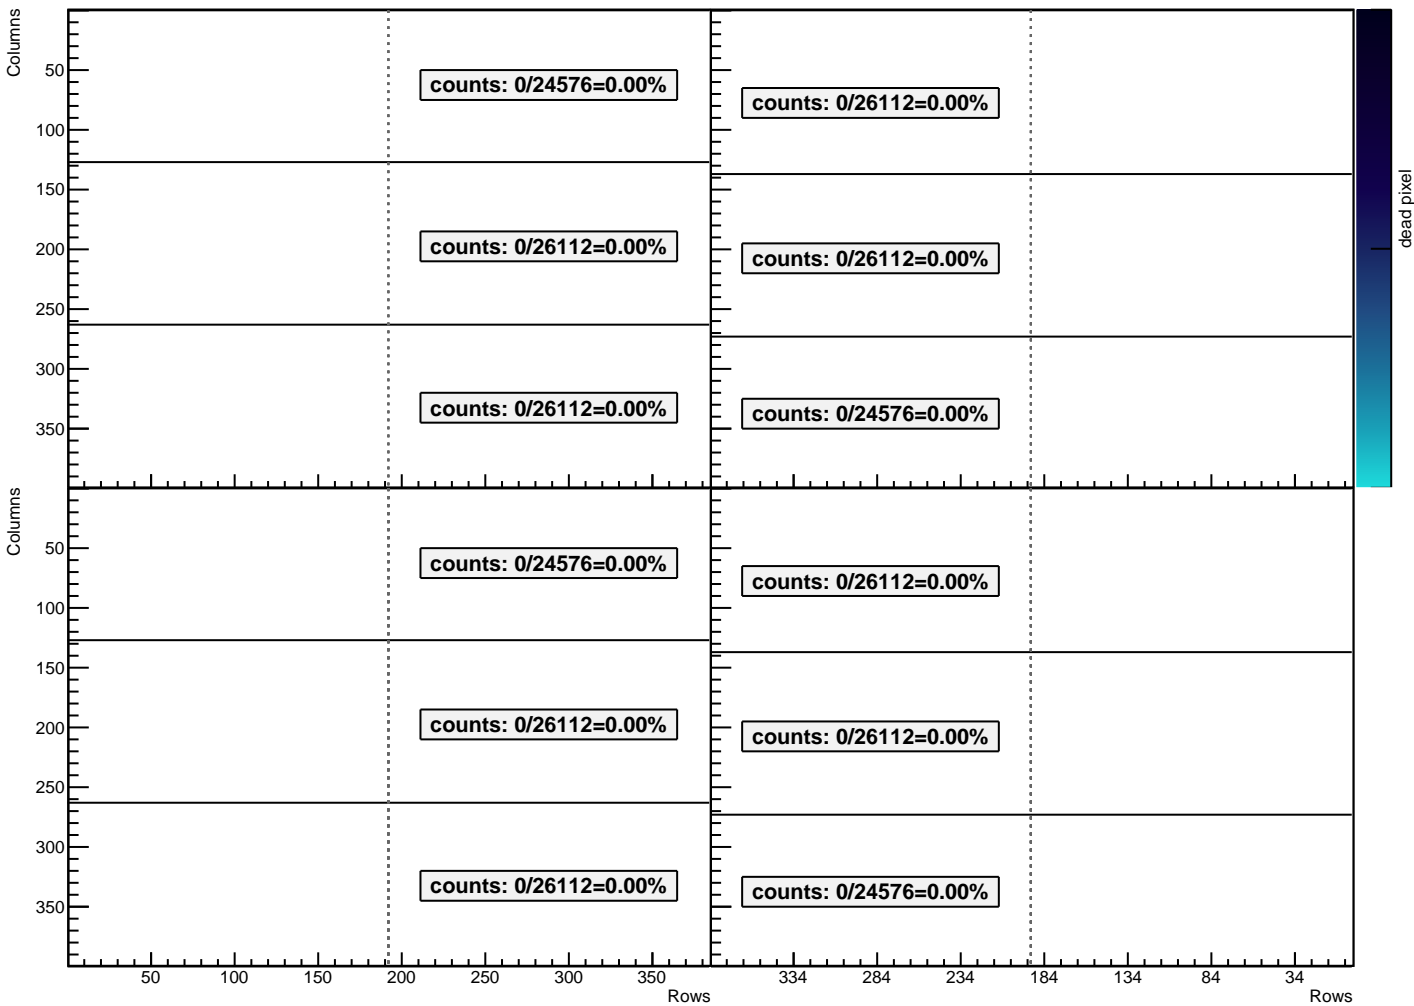 Columns
50
100
150
200
250
300
350
counts: 0/24576=0.00%
counts: 0/26112=0.00%
counts: 0/26112=0.00%
counts: 0/26112=0.00%
counts: 0/26112=0.00%
counts: 0/24576=0.00%
dead pixel
Columns
50
100
150
200
250
300
350
counts: 0/24576=0.00%
counts: 0/26112=0.00%
counts: 0/26112=0.00%
counts: 0/26112=0.00%
counts: 0/26112=0.00%
counts: 0/24576=0.00%
50 100 150 200 250 300 350
Rows
334 284 234 184 134 84 34
Rows